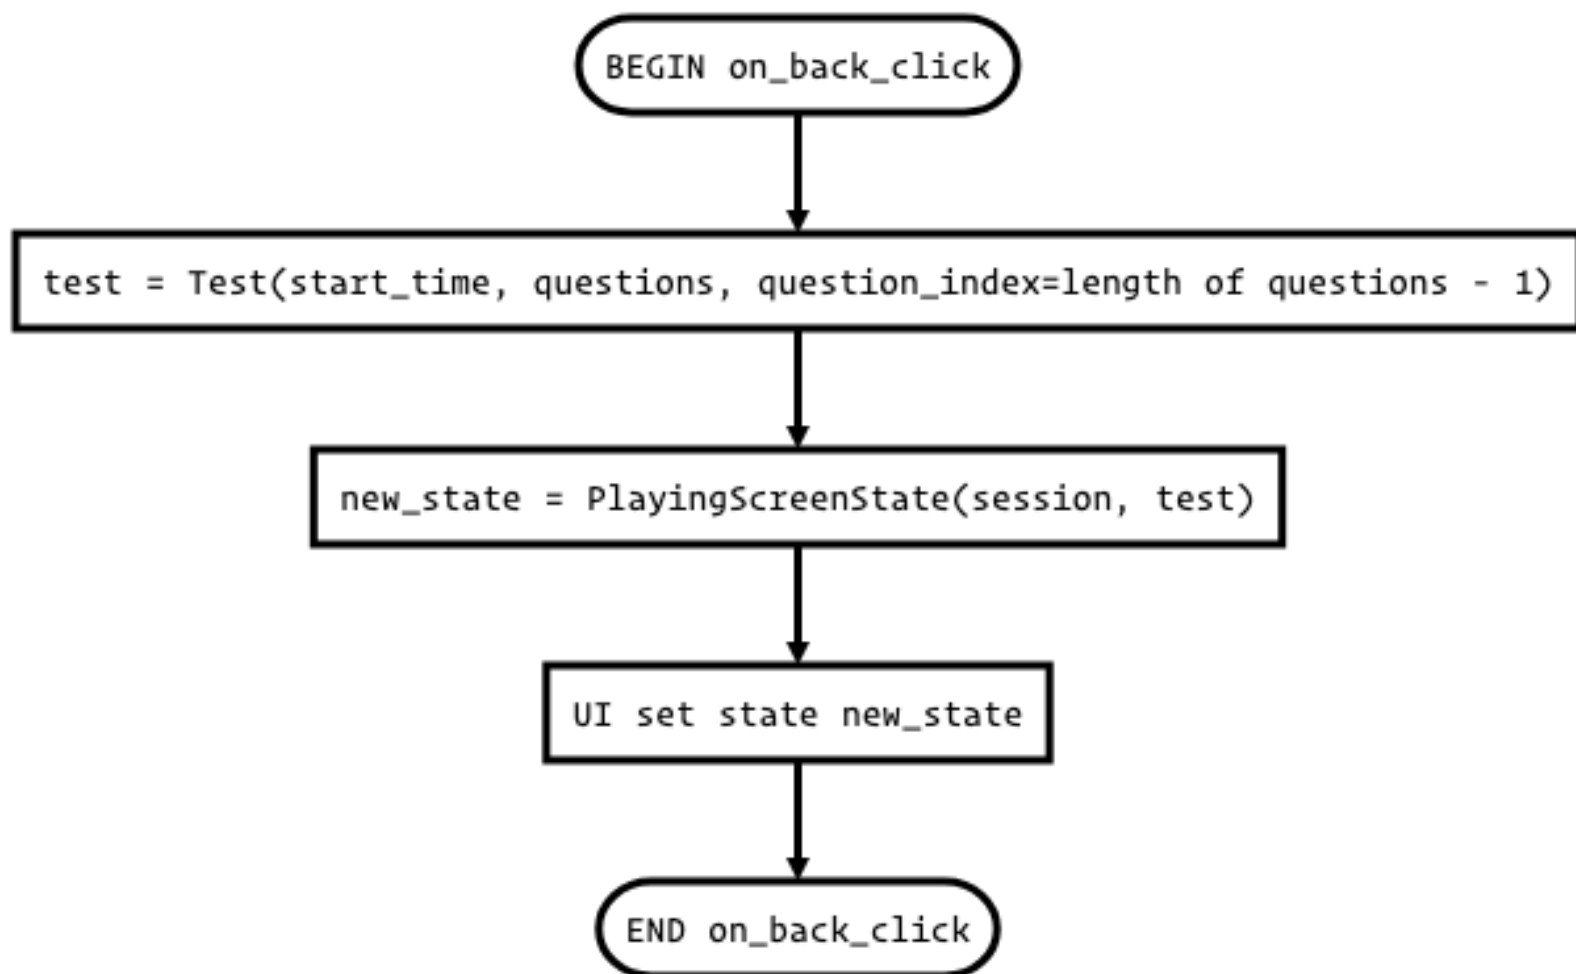 BEGIN on_back_click
test = Test(start_time, questions, question_index=length of questions - 1)
new_state = PlayingScreenState(session, test)
UI set state new_state
END on_back_click